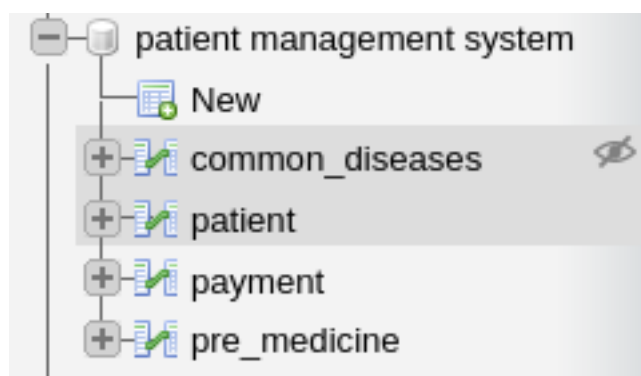 patient management system
New
common_diseases
patient
payment
pre_medicine